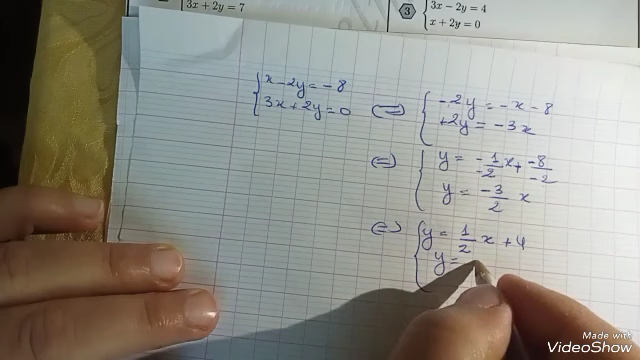 3x + 2y = 7
3
3x − 2y = 4
x + 2y = 0
x − 2y = −8
3x + 2y = 0
⟺
−2y = −x − 8
+2y = −3x
⟺
y = −1/−2 x + −8/−2
y = −3/2 x
⟺
y = 1/2 x + 4
y =
Made with
VideoShow